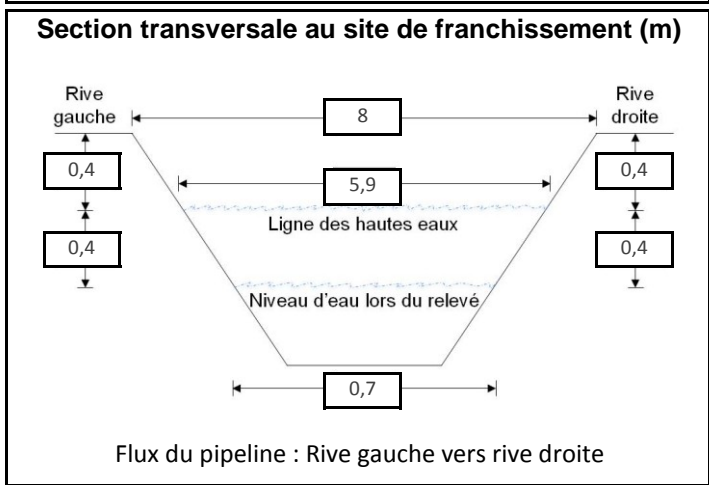 Section transversale au site de franchissement (m)
Rive
gauche
8
Rive
droite
0,4
5,9
0,4
Ligne des hautes eaux
0,4
0,4
Niveau d'eau lors du relevé
0,7
Flux du pipeline : Rive gauche vers rive droite